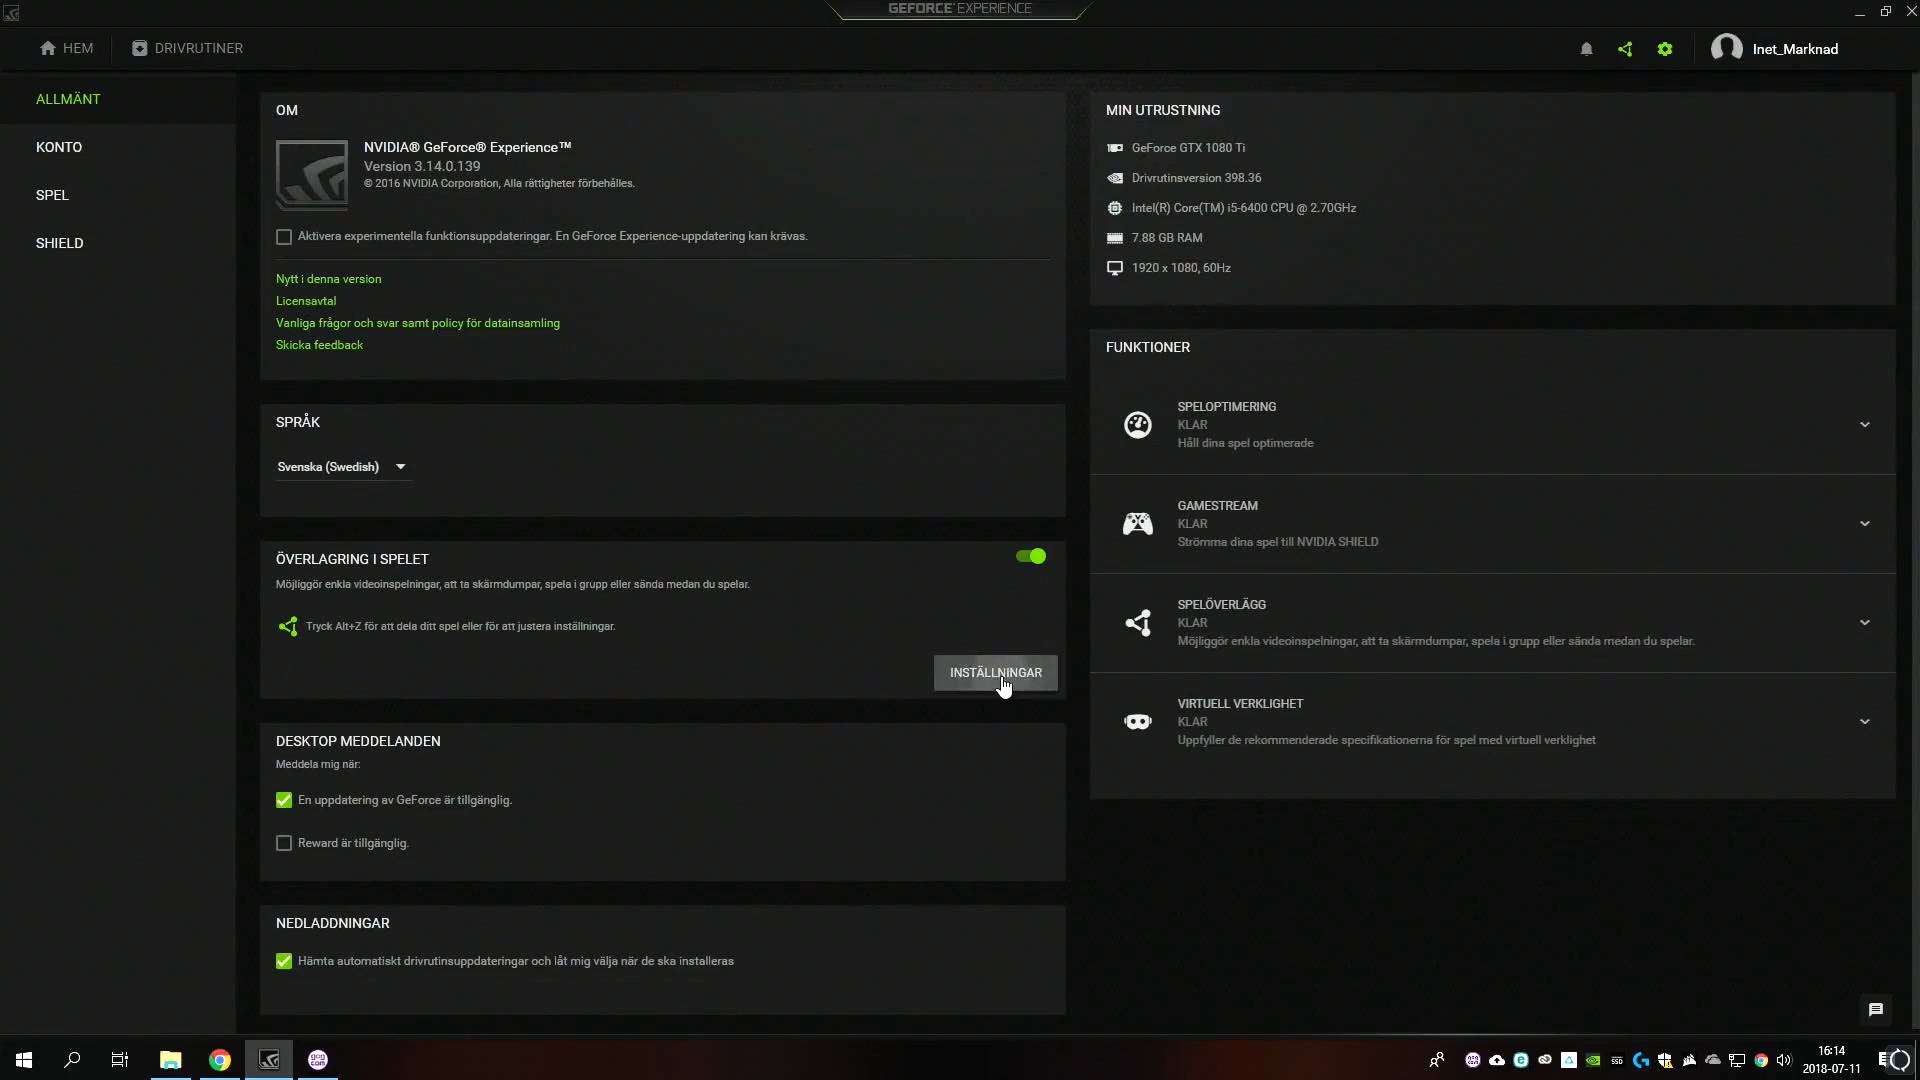 GEFORCE® EXPERIENCE
HEM
DRIVRUTINER
Inet_Marknad
ALLMÄNT
KONTO
SPEL
SHIELD
OM
NVIDIA® GeForce® Experience™
Version 3.14.0.139
© 2016 NVIDIA Corporation, Alla rättigheter förbehålles.
Aktivera experimentella funktionsuppdateringar. En GeForce Experience-uppdatering kan krävas.
Nytt i denna version
Licensavtal
Vanliga frågor och svar samt policy för datainsamling
Skicka feedback
SPRÅK
Svenska (Swedish)
ÖVERLAGRING I SPELET
Möjliggör enkla videoinspelningar, att ta skärmdumpar, spela i grupp eller sända medan du spelar.
Tryck Alt+Z för att dela ditt spel eller för att justera inställningar.
INSTÄLLNINGAR
DESKTOP MEDDELANDEN
Meddela mig när:
En uppdatering av GeForce är tillgänglig.
Reward är tillgänglig.
NEDLADDNINGAR
Hämta automatiskt drivrutinsuppdateringar och låt mig välja när de ska installeras
MIN UTRUSTNING
GeForce GTX 1080 Ti
Drivrutinsversion 398.36
Intel(R) Core(TM) i5-6400 CPU @ 2.70GHz
7.88 GB RAM
1920 x 1080, 60Hz
FUNKTIONER
SPELOPTIMERING
KLAR
Håll dina spel optimerade
GAMESTREAM
KLAR
Strömma dina spel till NVIDIA SHIELD
SPELÖVERLÄGG
KLAR
Möjliggör enkla videoinspelningar, att ta skärmdumpar, spela i grupp eller sända medan du spelar.
VIRTUELL VERKLIGHET
KLAR
Uppfyller de rekommenderade specifikationerna för spel med virtuell verklighet
gog.com
SSD
16:14
2018-07-11